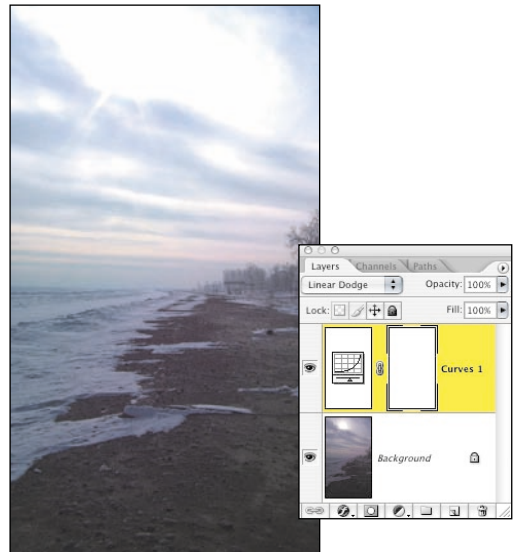 Layers Channels Paths
Linear Dodge Opacity: 100%
Lock: Fill: 100%
Curves 1
Background